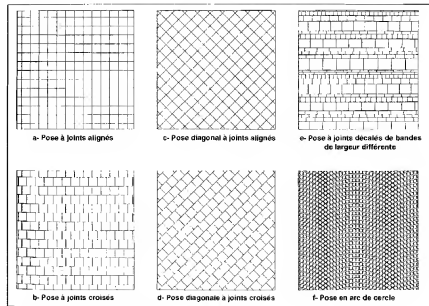 a- Pose à joints alignés
c- Pose diagonal à joints alignés
e- Pose à joints décalés de bandes
de largeur différente
b- Pose à joints croisés
d- Pose diagonale a joints croisés
f- Pose en arc de cercle